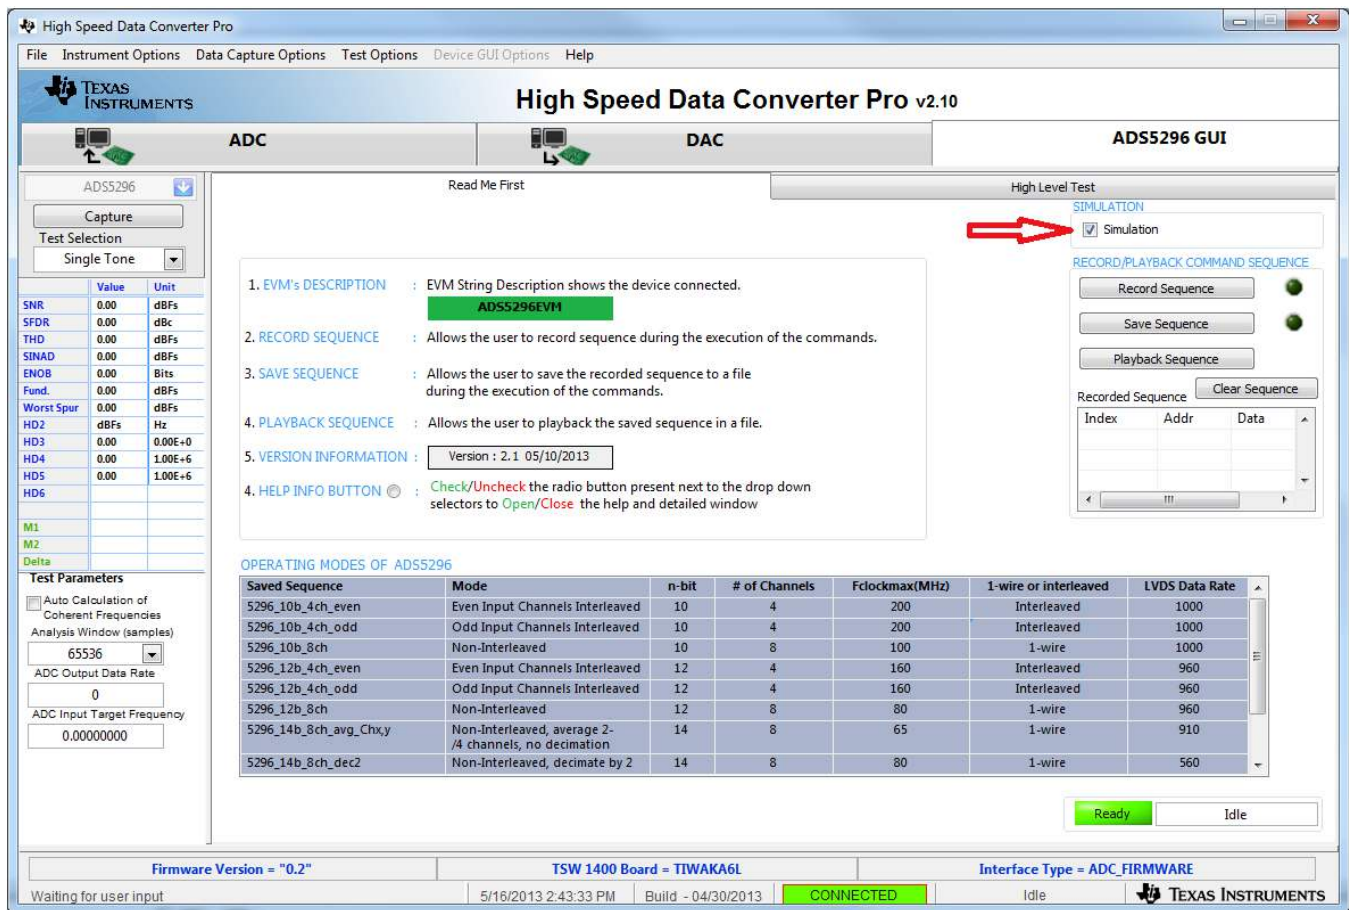 High Speed Data Converter Pro
File Instrument Options Data Capture Options Test Options Device GUI Options Help
TEXAS INSTRUMENTS
High Speed Data Converter Pro v2.10
ADC
DAC
ADS5296 GUI
ADS5296
Capture
Test Selection
Single Tone
Value Unit
SNR 0.00 dBFs
SFDR 0.00 dBc
THD 0.00 dBFs
SINAD 0.00 dBFs
ENOB 0.00 Bits
Fund. 0.00 dBFs
Worst Spur 0.00 dBFs
HD2 dBFs Hz
HD3 0.00 0.00E+0
HD4 0.00 1.00E+6
HD5 0.00 1.00E+6
HD6
M1
M2
Delta
Test Parameters
Auto Calculation of
Coherent Frequencies
Analysis Window (samples)
65536
ADC Output Data Rate
0
ADC Input Target Frequency
0.00000000
Read Me First
High Level Test
SIMULATION
Simulation
RECORD/PLAYBACK COMMAND SEQUENCE
Record Sequence
Save Sequence
Playback Sequence
Recorded Sequence Clear Sequence
Index Addr Data
1. EVM's DESCRIPTION : EVM String Description shows the device connected.
ADS5296EVM
2. RECORD SEQUENCE : Allows the user to record sequence during the execution of the commands.
3. SAVE SEQUENCE : Allows the user to save the recorded sequence to a file
during the execution of the commands.
4. PLAYBACK SEQUENCE : Allows the user to playback the saved sequence in a file.
5. VERSION INFORMATION : Version : 2.1 05/10/2013
4. HELP INFO BUTTON : Check/Uncheck the radio button present next to the drop down
selectors to Open/Close the help and detailed window
OPERATING MODES OF ADS5296
Saved Sequence Mode n-bit # of Channels Fclockmax(MHz) 1-wire or interleaved LVDS Data Rate
5296_10b_4ch_even Even Input Channels Interleaved 10 4 200 Interleaved 1000
5296_10b_4ch_odd Odd Input Channels Interleaved 10 4 200 Interleaved 1000
5296_10b_8ch Non-Interleaved 10 8 100 1-wire 1000
5296_12b_4ch_even Even Input Channels Interleaved 12 4 160 Interleaved 960
5296_12b_4ch_odd Odd Input Channels Interleaved 12 4 160 Interleaved 960
5296_12b_8ch Non-Interleaved 12 8 80 1-wire 960
5296_14b_8ch_avg_Chx,y Non-Interleaved, average 2- 14 8 65 1-wire 910
/4 channels, no decimation
5296_14b_8ch_dec2 Non-Interleaved, decimate by 2 14 8 80 1-wire 560
Ready Idle
Firmware Version = "0.2" TSW 1400 Board = TIWAKA6L Interface Type = ADC_FIRMWARE
Waiting for user input 5/16/2013 2:43:33 PM Build - 04/30/2013 CONNECTED Idle TEXAS INSTRUMENTS